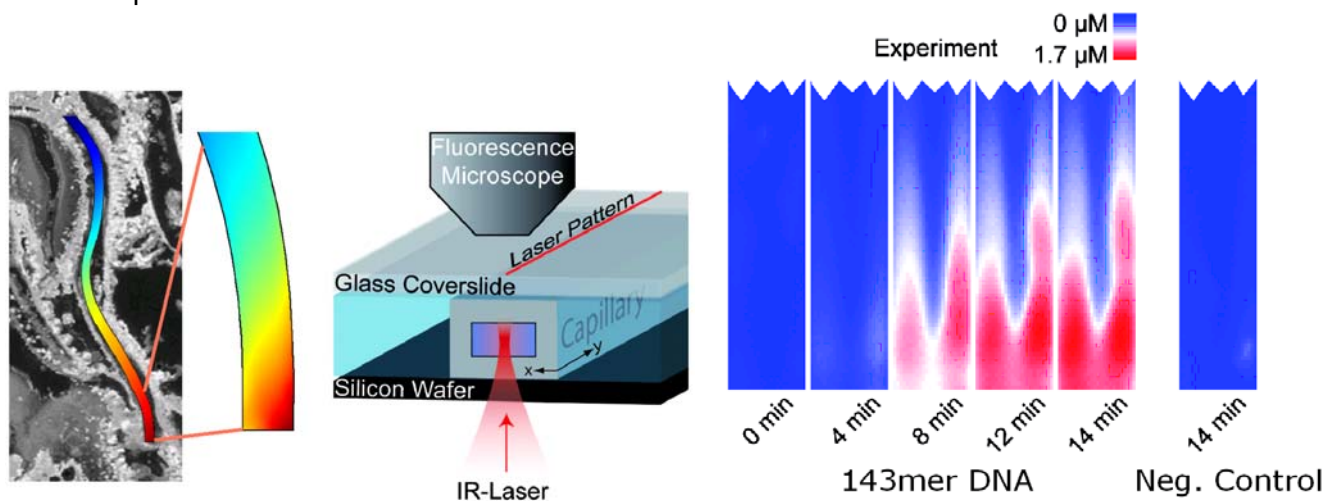 Fluorescence
Microscope
Laser Pattern
Glass Coverslide
Capillary
x
y
Silicon Wafer
IR-Laser
Experiment
0 µM
1.7 µM
0 min
4 min
8 min
12 min
14 min
14 min
143mer DNA
Neg. Control